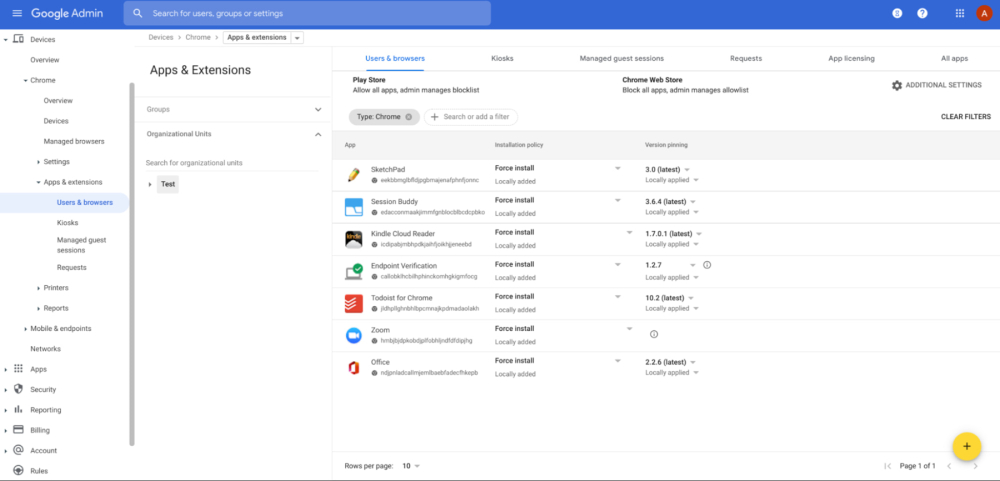 Google Admin
Search for users, groups or settings
A
Devices
Overview
Chrome
Overview
Devices
Managed browsers
Settings
Apps & extensions
Users & browsers
Kiosks
Managed guest
sessions
Requests
Printers
Reports
Mobile & endpoints
Networks
Apps
Security
Reporting
Billing
Account
Rules
Devices > Chrome > Apps & extensions
Apps & Extensions
Groups
Organizational Units
Search for organizational units
Test
Users & browsers Kiosks Managed guest sessions Requests App licensing All apps
Play Store
Allow all apps, admin manages blocklist
Chrome Web Store
Block all apps, admin manages allowlist
ADDITIONAL SETTINGS
Type: Chrome
Search or add a filter
CLEAR FILTERS
App Installation policy Version pinning
SketchPad Force install 3.0 (latest)
Locally added Locally applied
Session Buddy Force install 3.6.4 (latest)
Locally added Locally applied
Kindle Cloud Reader Force install 1.7.0.1 (latest)
Locally added Locally applied
Endpoint Verification Force install 1.2.7
Locally added Locally applied
Todoist for Chrome Force install 10.2 (latest)
Locally added Locally applied
Zoom Force install
Locally added
Office Force install 2.2.6 (latest)
Locally added Locally applied
Rows per page: 10
Page 1 of 1